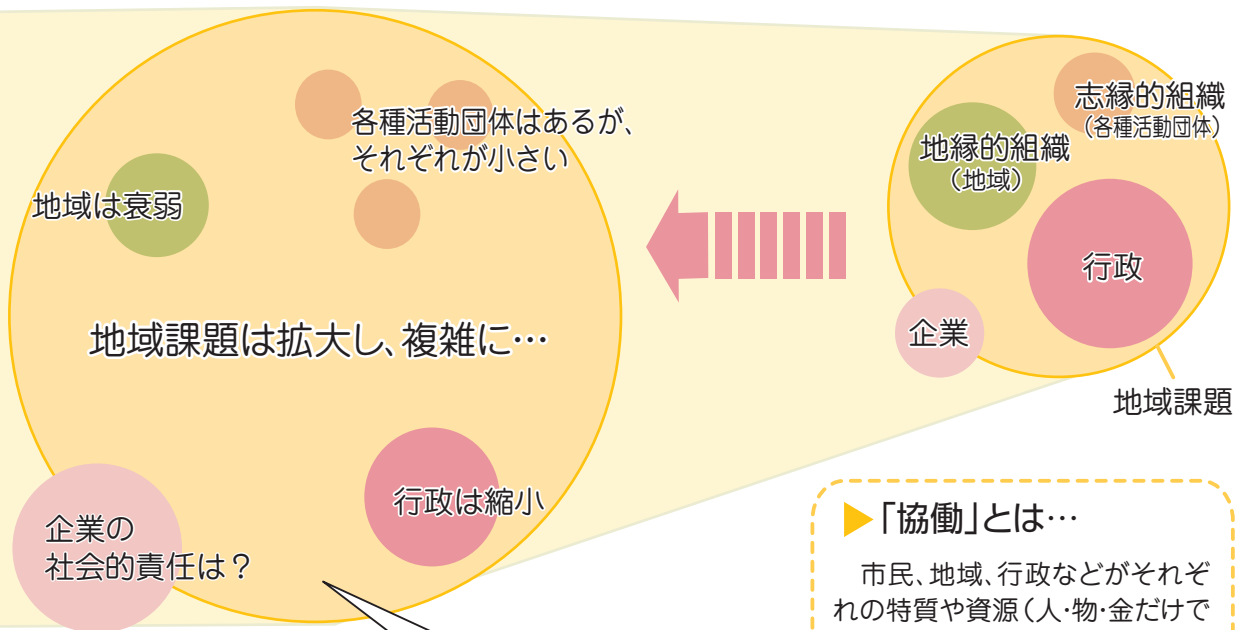 志縁的組織
（各種活動団体）
地縁的組織
（地域）
行政
企業
地域課題
各種活動団体はあるが、
それぞれが小さい
地域は衰弱
地域課題は拡大し、複雑に…
行政は縮小
企業の
社会的責任は？
▶「協働」とは…
市民、地域、行政などがそれぞ
れの特質や資源（人・物・金だけで